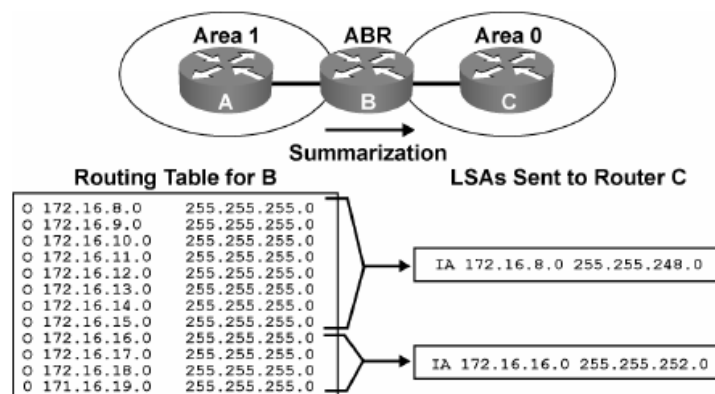 Area 1 ABR Area 0
A B C
Summarization
Routing Table for B LSAs Sent to Router C
O 172.16.8.0 255.255.255.0
O 172.16.9.0 255.255.255.0
O 172.16.10.0 255.255.255.0
O 172.16.11.0 255.255.255.0
O 172.16.12.0 255.255.255.0
O 172.16.13.0 255.255.255.0
O 172.16.14.0 255.255.255.0
O 172.16.15.0 255.255.255.0
O 172.16.16.0 255.255.255.0
O 172.16.17.0 255.255.255.0
O 172.16.18.0 255.255.255.0
0 171.16.19.0 255.255.255.0
IA 172.16.8.0 255.255.248.0
IA 172.16.16.0 255.255.252.0